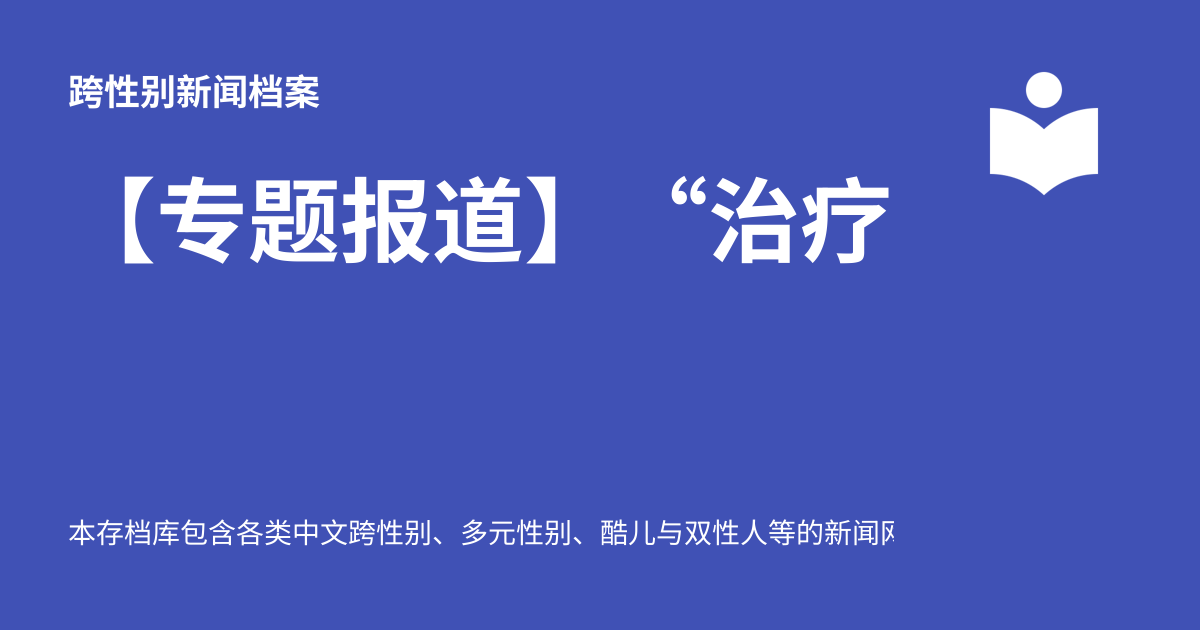 跨性别新闻档案
【专题报道】 “治疗
本存档库包含各类中文跨性别、多元性别、酷儿与双性人等的新闻